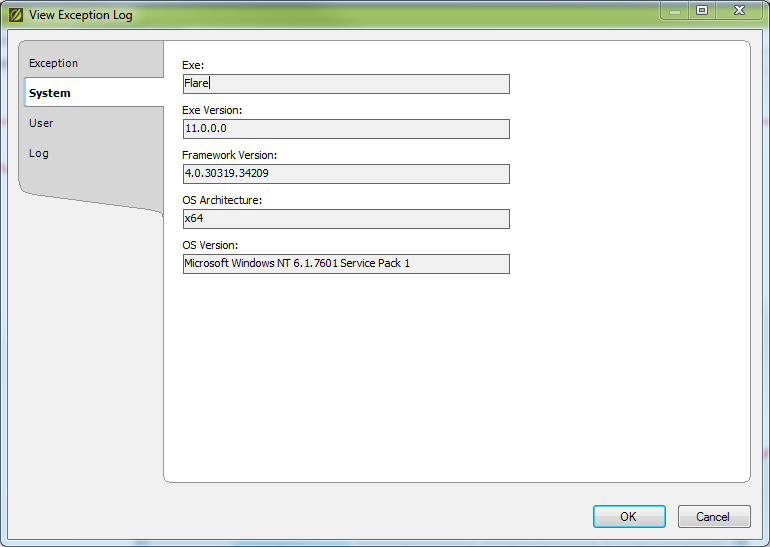 View Exception Log
Exception
System
User
Log
Exe:
Flare
Exe Version:
11.0.0.0
Framework Version:
4.0.30319.34209
OS Architecture:
x64
OS Version:
Microsoft Windows NT 6.1.7601 Service Pack 1
OK
Cancel